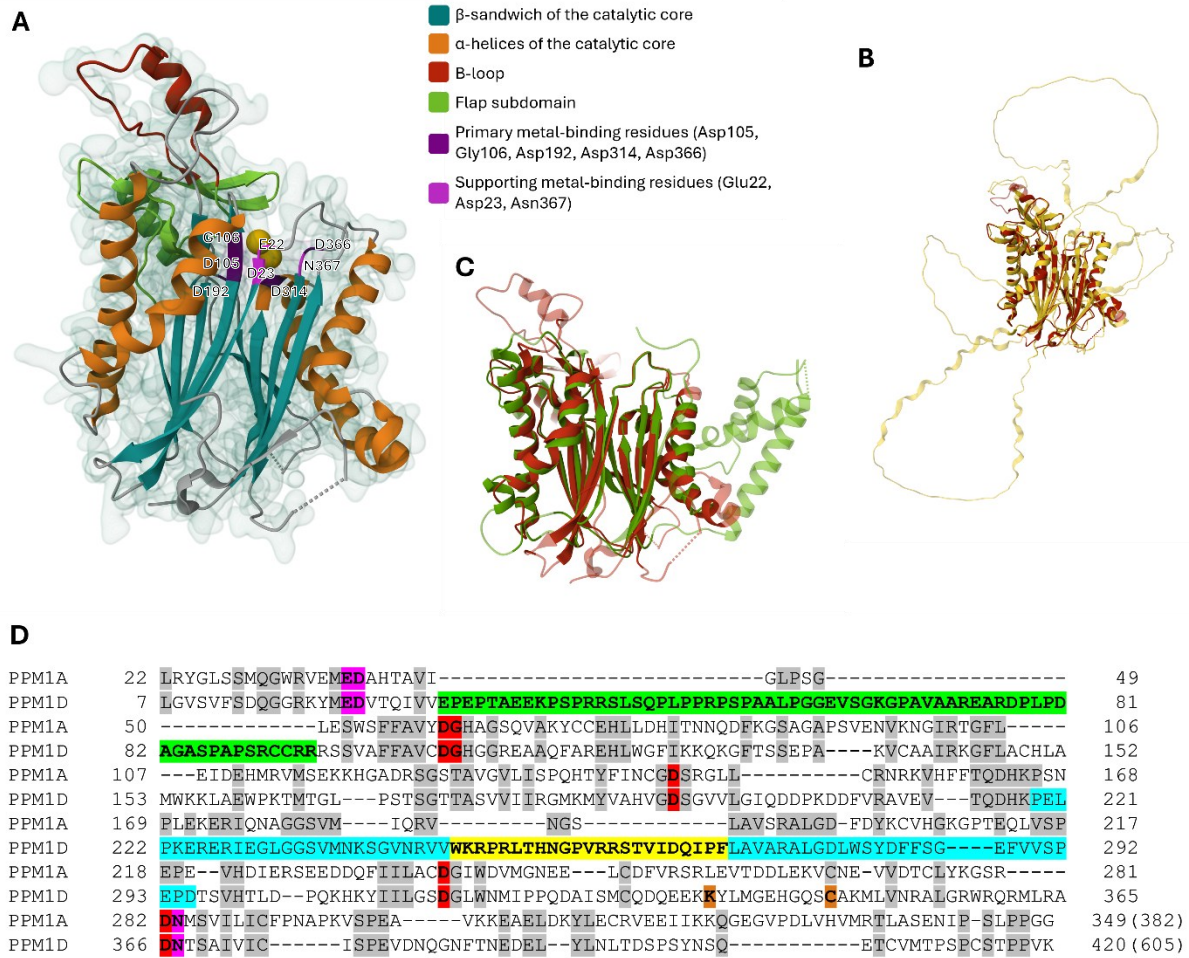 A
β-sandwich of the catalytic core
α-helices of the catalytic core
B-loop
Flap subdomain
Primary metal-binding residues (Asp105,
Gly106, Asp192, Asp314, Asp366)
Supporting metal-binding residues (Glu22,
Asp23, Asn367)
B
G106
E22
D366
D105
D23
N367
D192
D314
C
D
PPM1A 22 LRYGLSSMQGWRVEMEDAHTAVI------------------------------GLPSG---------------------- 49
PPM1D 7 LGVSVFSDQGGRKYMEDVTQIVVEPEPTAEEKPSPRRSLSQPLPPRPSPAALPGGEVSGKGPAVAAREARDPLPD 81
PPM1A 50 --------------LESWSFFAVYDGHAGSQVAKYCCEHLLDHITNNQDFKGSAGAPSVENVKNGIRTGFL---- 106
PPM1D 82 AGASPAPSRCCRRRSSVAFFAVCDGHGGREAAQFAREHLWGFIKKQKGFTSSEPA----KVCAAIRKGFLACHLA 152
PPM1A 107 ---EIDEHMRVMSEKKHGADRSGSTAVGVLISPQHTYFINCGDSRGLL-----------CRNRKVHFFTQDHKPSN 168
PPM1D 153 MWKKLAEWPKTMTGL---PSTSGTTASVVIIRGMKMYVAHVGDSGVVLGIQDDPKDDFVRAVEV---TQDHKPEL 221
PPM1A 169 PLEKERIQNAGGSVM----IQRV---------NGS-------------LAVSRALGD-FDYKCVHGKGPTEQLVSP 217
PPM1D 222 PKERERIEGLGGSVMNKSGVNRVVWKRPRLTHNGPVRRSTVIDQIPFLAVARALGDLWSYDFFSG----EFVVSP 292
PPM1A 218 EPE--VHDIERSEEDDQFIILACDGIWDVMGNEE---LCDFVRSRLEVTDDLEKVCNE--VVDTCLYKGSR---- 281
PPM1D 293 EPDTSVHTLD--PQKHKYIILGSDGLWNMIPPQDAISMCQDQEEKKYLMGEHGQSCAKMLVNRALGRWRQRMLRA 365
PPM1A 282 DNMSVILICFPNAPKVSPEA-----VKKEAELDKYLECRVEEIIKKQGEGVPDLVHVMRTLASENIP-SLPPGG 349(382)
PPM1D 366 DNTSAIVIC------ISPEVDNQGNFTNEDEL--YLNLTDSPSYNSQ---------ETCVMTPSPCSTPPVK 420(605)